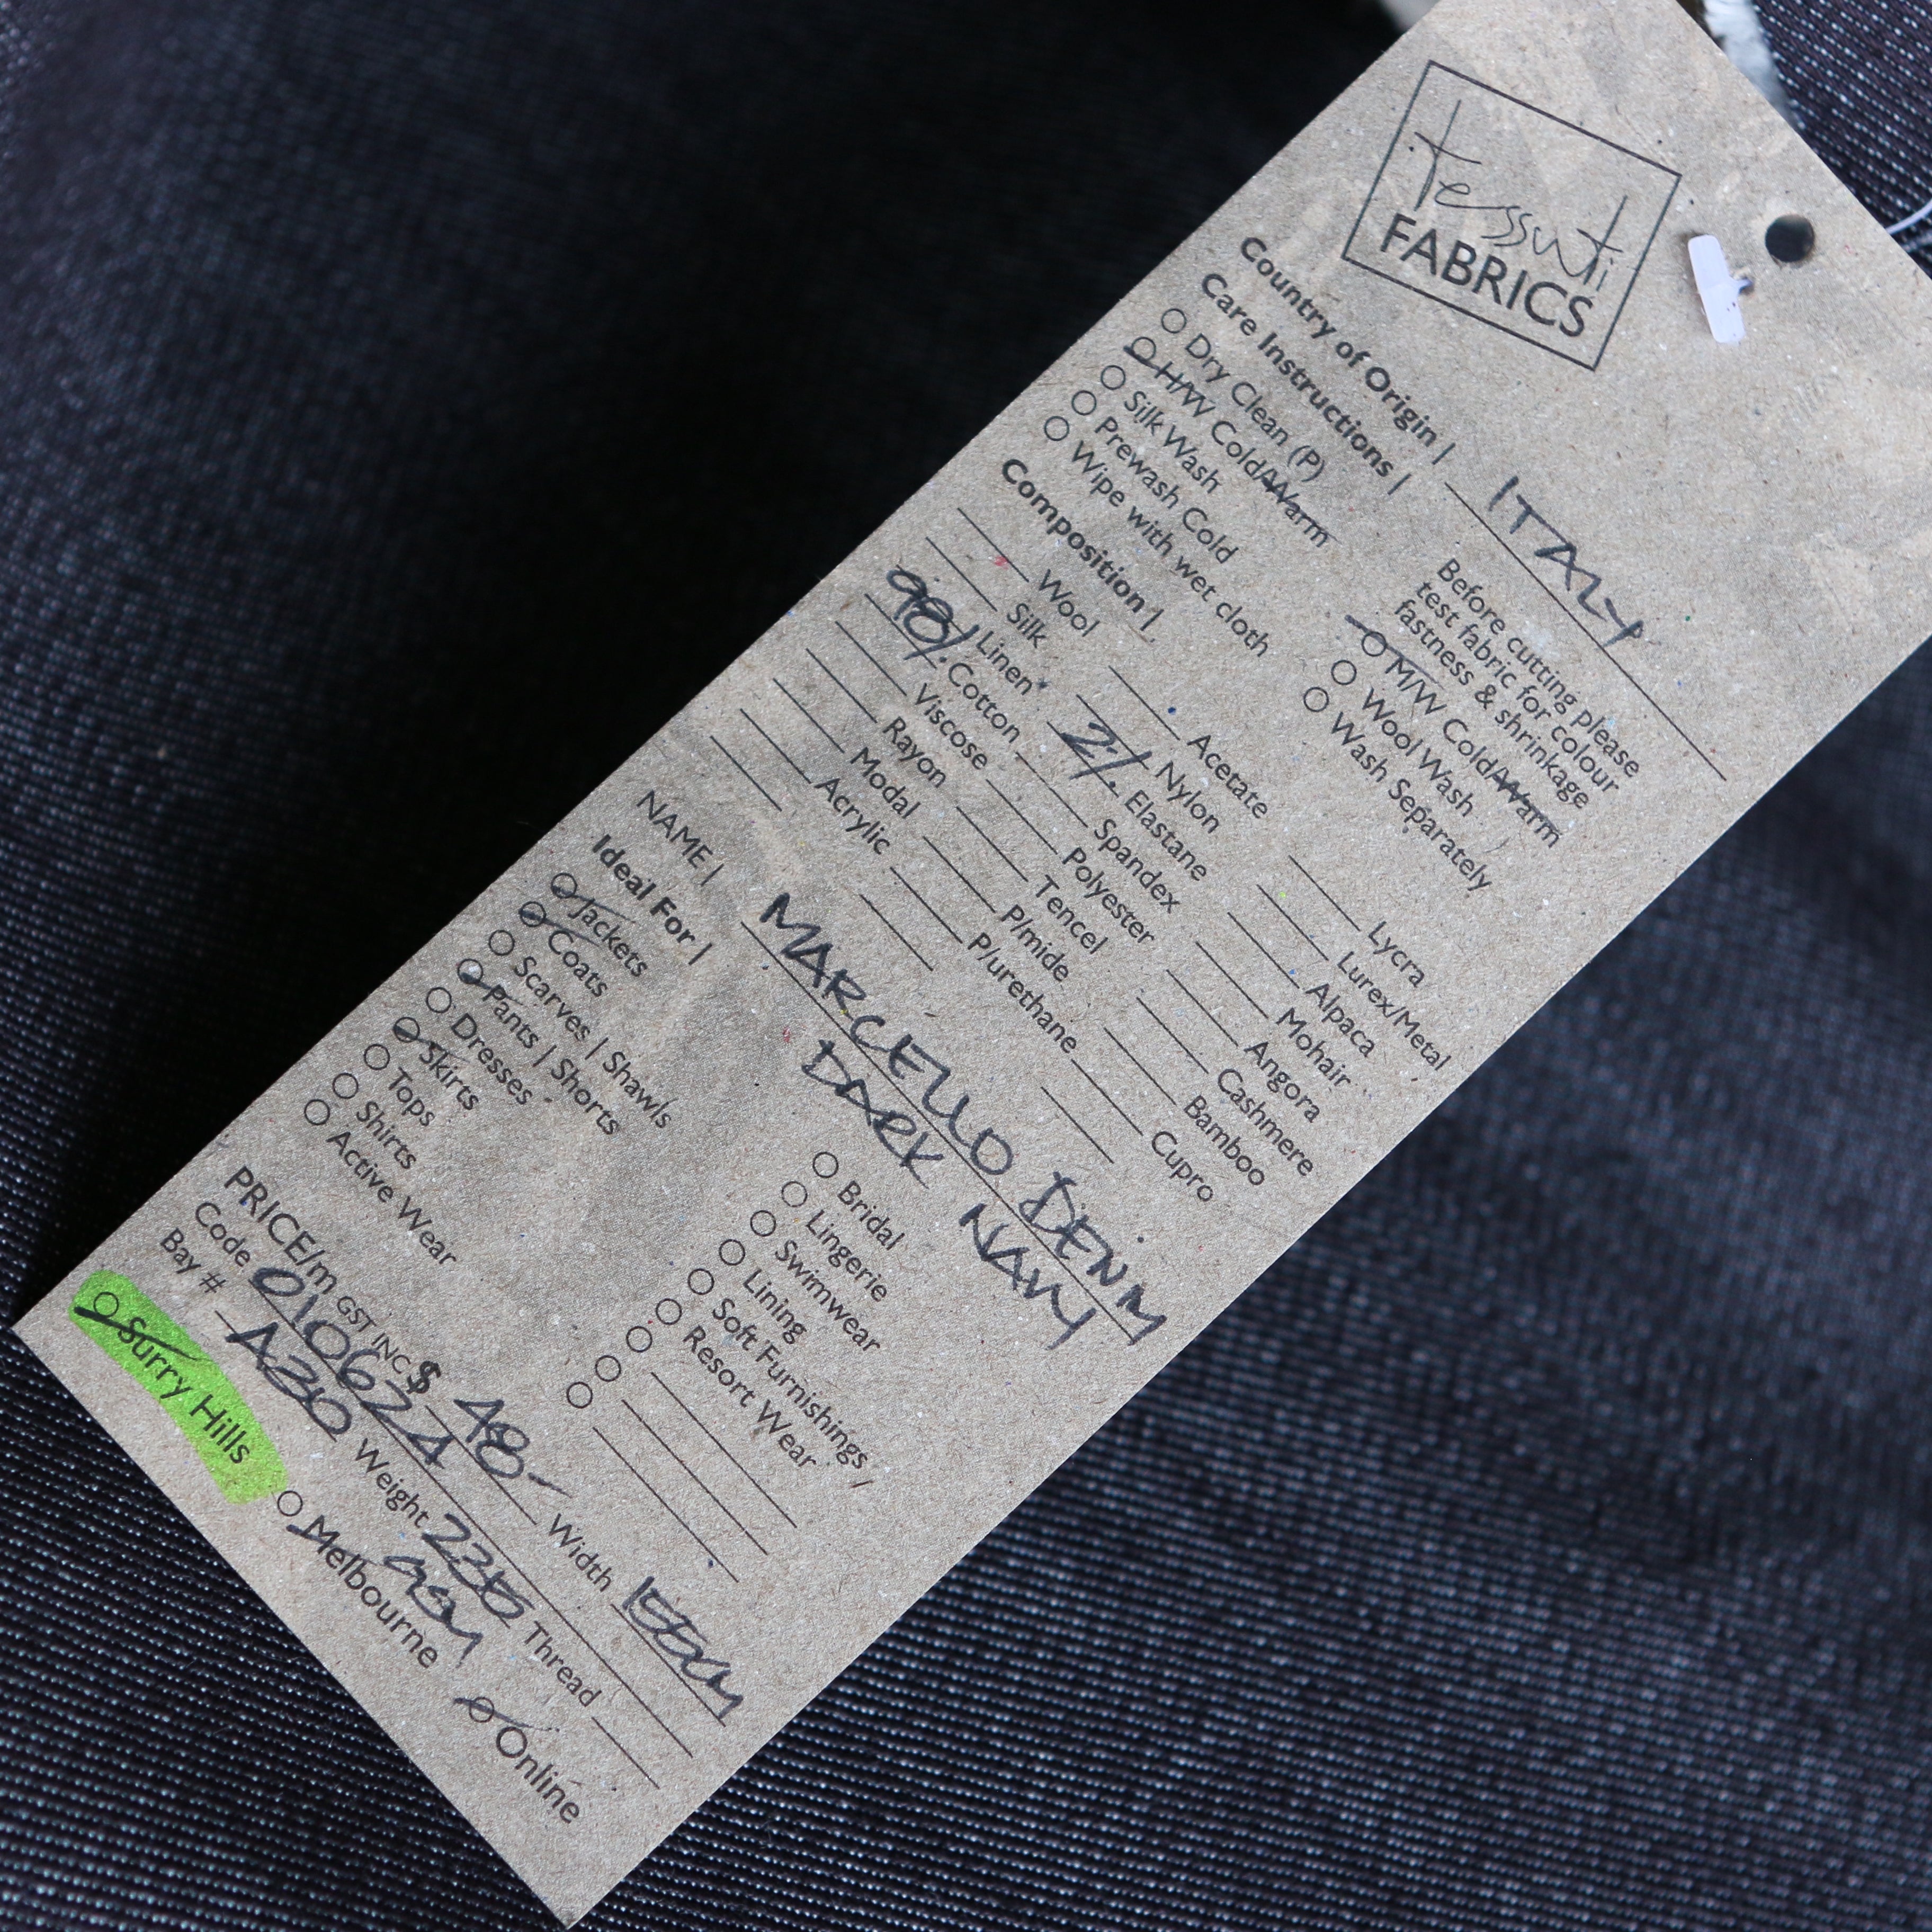 tessuti
FABRICS
Country of Origin | ITALY
Care Instructions |
Before cutting please
test fabric for colour
fastness & shrinkage
Dry Clean (P)
H/W Cold/Warm
M/W Cold/Warm
Silk Wash
Wool Wash
Prewash Cold
Wash Separately
Wipe with wet cloth
Composition |
Wool
Acetate
Lycra
Silk
Nylon
Lurex/Metal
Linen
2% Elastane
Alpaca
98% Cotton
Spandex
Mohair
Viscose
Polyester
Angora
Rayon
Tencel
Cashmere
Modal
P/mide
Bamboo
Acrylic
P/urethane
Cupro
NAME | MARCELLO DENIM
DARK NAVY
Ideal For |
Jackets
Bridal
Coats
Lingerie
Scarves | Shawls
Swimwear
Pants | Shorts
Lining
Dresses
Soft Furnishings
Skirts
Resort Wear
Tops
Shirts
Active Wear
PRICE/m GST INC $ 48- Width 155cm
Code 010624
Bay # A30 Weight 235 gsm Thread
Surry Hills
Melbourne
Online